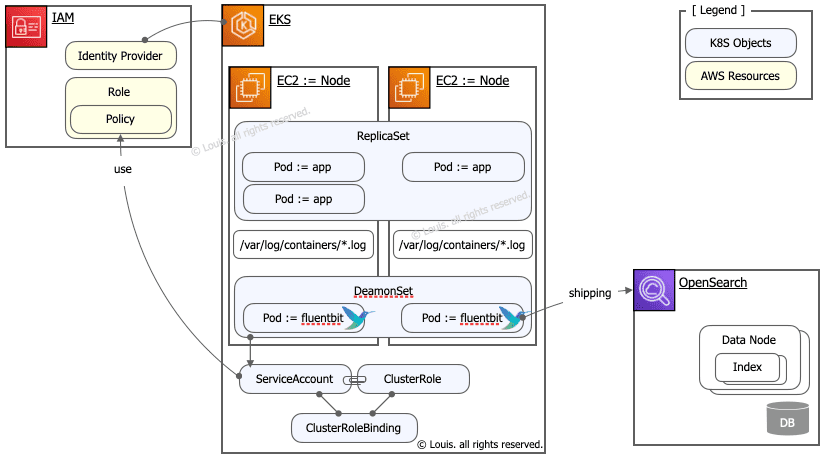 IAM
Identity Provider
Role
Policy
use
EKS
EC2 := Node
EC2 := Node
© Louis. all rights reserved.
ReplicaSet
Pod := app
Pod := app
Pod := app
© Louis. all rights reserved.
/var/log/containers/*.log
/var/log/containers/*.log
DeamonSet
Pod := fluentbit
Pod := fluentbit
shipping
ServiceAccount
ClusterRole
ClusterRoleBinding
© Louis. all rights reserved.
[ Legend ]
K8S Objects
AWS Resources
OpenSearch
Data Node
Index
DB